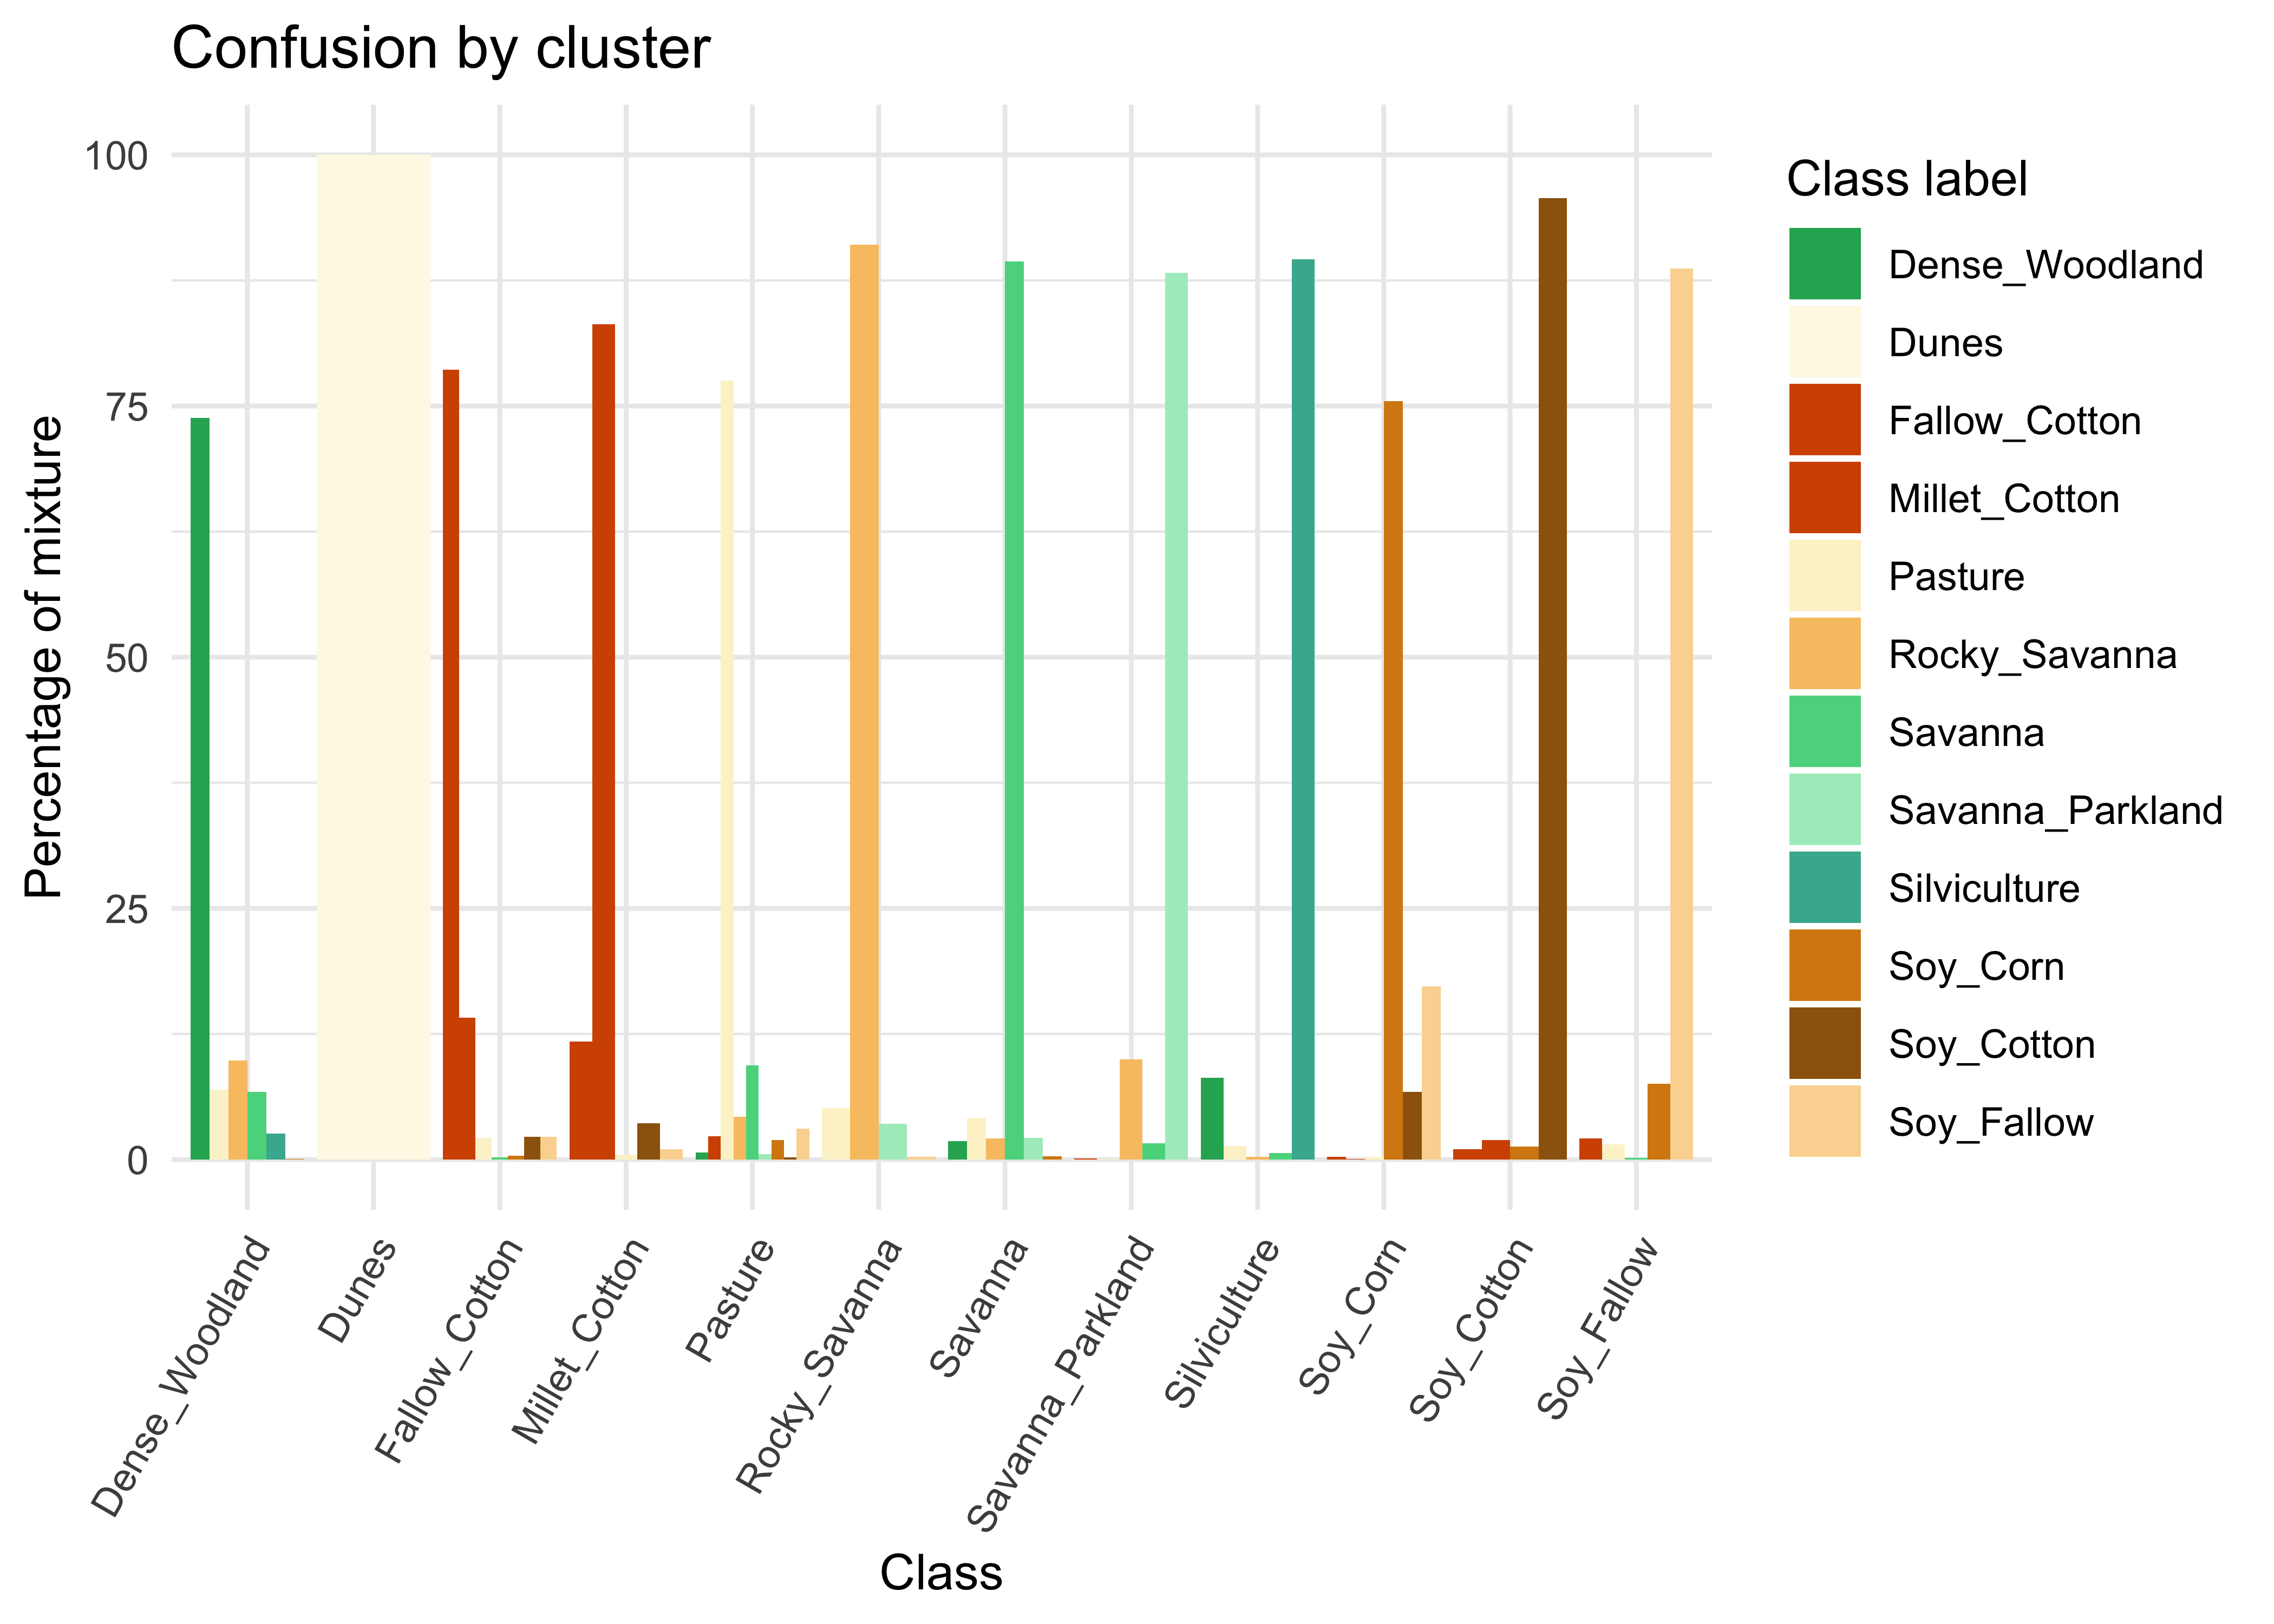 Confusion by cluster
Percentage of mixture
100
75
50
25
0
Dense_Woodland
Dunes
Fallow_Cotton
Millet_Cotton
Pasture
Rocky_Savanna
Savanna
Savanna_Parkland
Silviculture
Soy_Corn
Soy_Cotton
Soy_Fallow
Class
Class label
Dense_Woodland
Dunes
Fallow_Cotton
Millet_Cotton
Pasture
Rocky_Savanna
Savanna
Savanna_Parkland
Silviculture
Soy_Corn
Soy_Cotton
Soy_Fallow